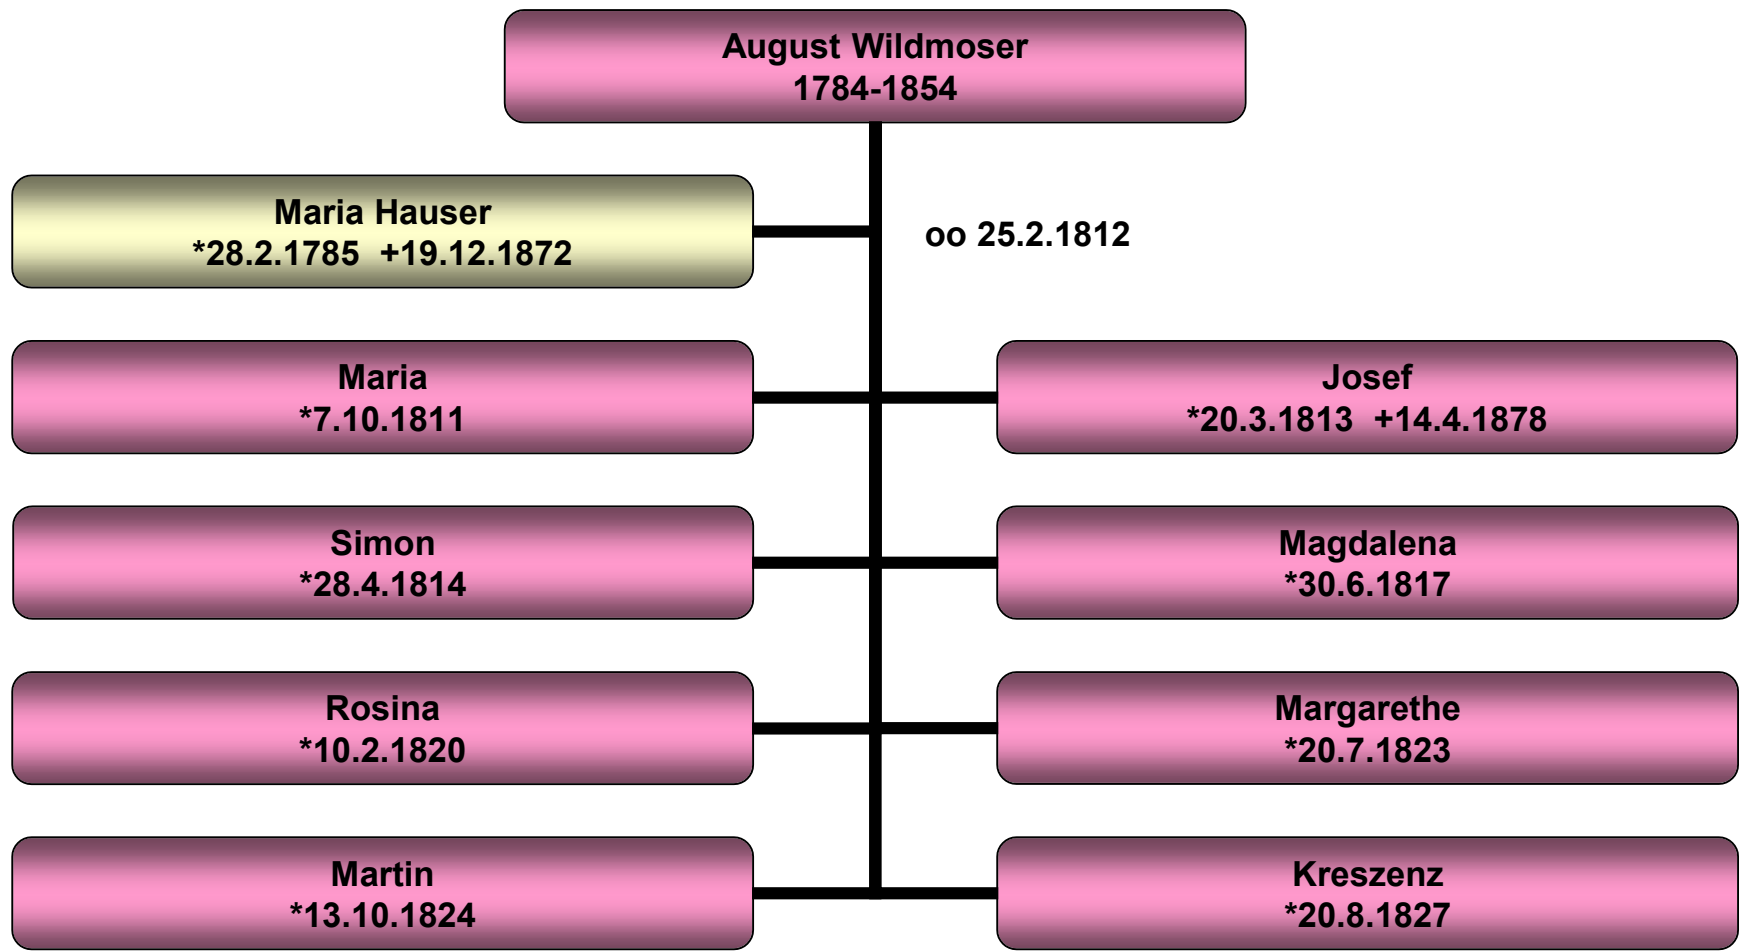 August Wildmoser
1784-1854
Maria Hauser
*28.2.1785 +19.12.1872
oo 25.2.1812
Maria
*7.10.1811
Josef
*20.3.1813 +14.4.1878
Simon
*28.4.1814
Magdalena
*30.6.1817
Rosina
*10.2.1820
Margarethe
*20.7.1823
Martin
*13.10.1824
Kreszenz
*20.8.1827